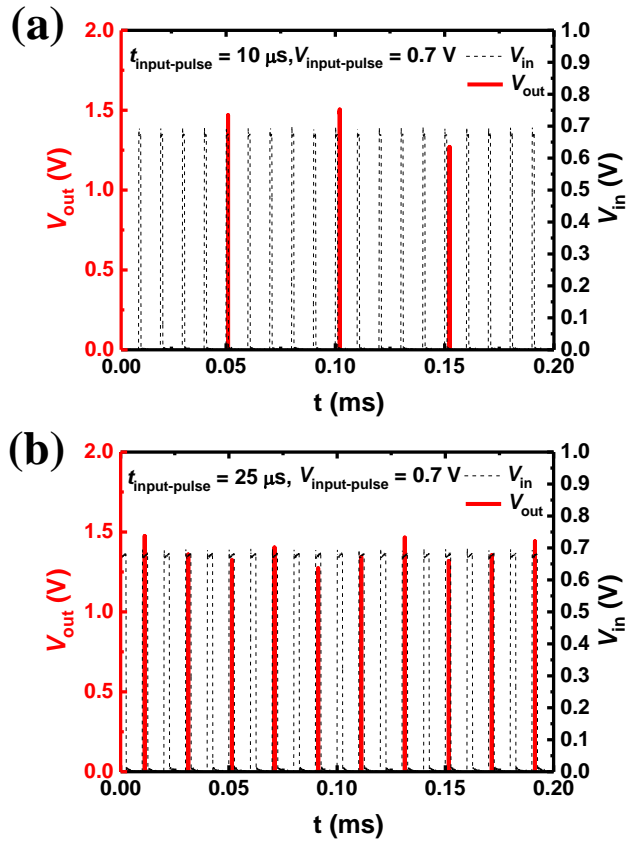 (a)
t_input-pulse = 10 μs,V_input-pulse = 0.7 V
V_in
V_out
2.0
1.5
1.0
0.5
0.0
V_out (V)
1.0
0.9
0.8
0.7
0.6
0.5
0.4
0.3
0.2
0.1
0.0
V_in (V)
0.00 0.05 0.10 0.15 0.20
t (ms)
(b)
t_input-pulse = 25 μs, V_input-pulse = 0.7 V
V_in
V_out
2.0
1.5
1.0
0.5
0.0
V_out (V)
1.0
0.9
0.8
0.7
0.6
0.5
0.4
0.3
0.2
0.1
0.0
V_in (V)
0.00 0.05 0.10 0.15 0.20
t (ms)